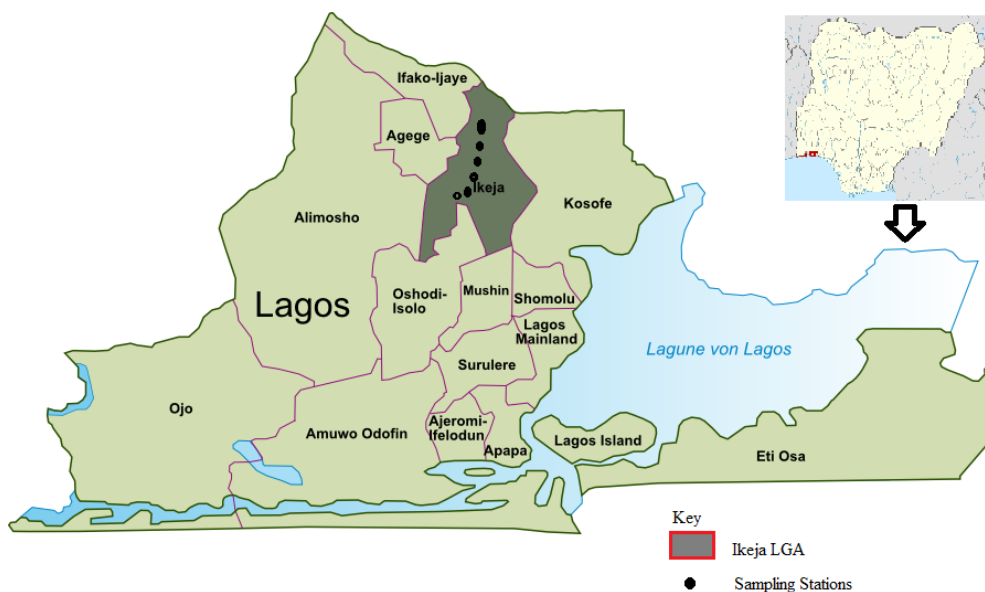 Ifako-Ijaye
Agege
Ikeja
Alimosho
Kosofe
Lagos
Oshodi-
Isolo
Mushin
Shomolu
Lagos
Mainland
Lagune von Lagos
Surulere
Ojo
Amuwo Odofin
Ajeromi-
Ifelodun
Apapa
Lagos Island
Eti Osa
Key
Ikeja LGA
Sampling Stations